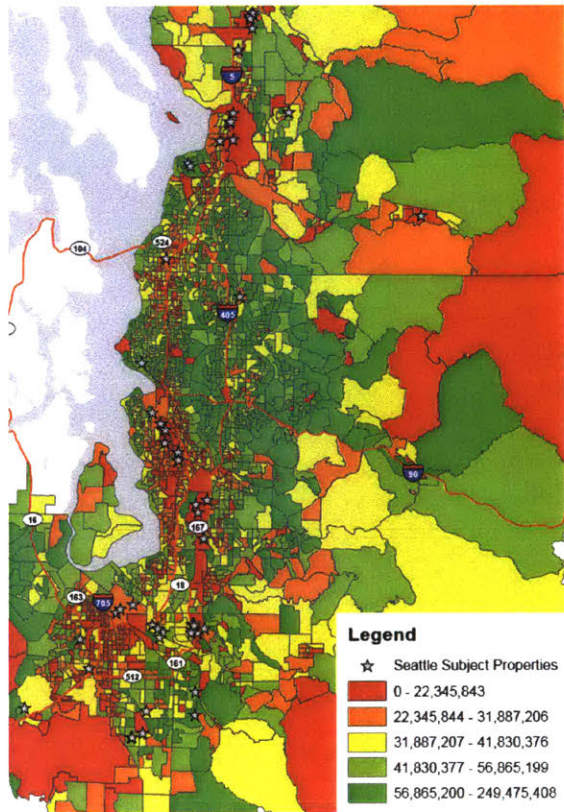 5
104
524
405
90
16
167
18
163
705
161
512
Legend
Seattle Subject Properties
0 - 22,345,843
22,345,844 - 31,887,206
31,887,207 - 41,830,376
41,830,377 - 56,865,199
56,865,200 - 249,475,408